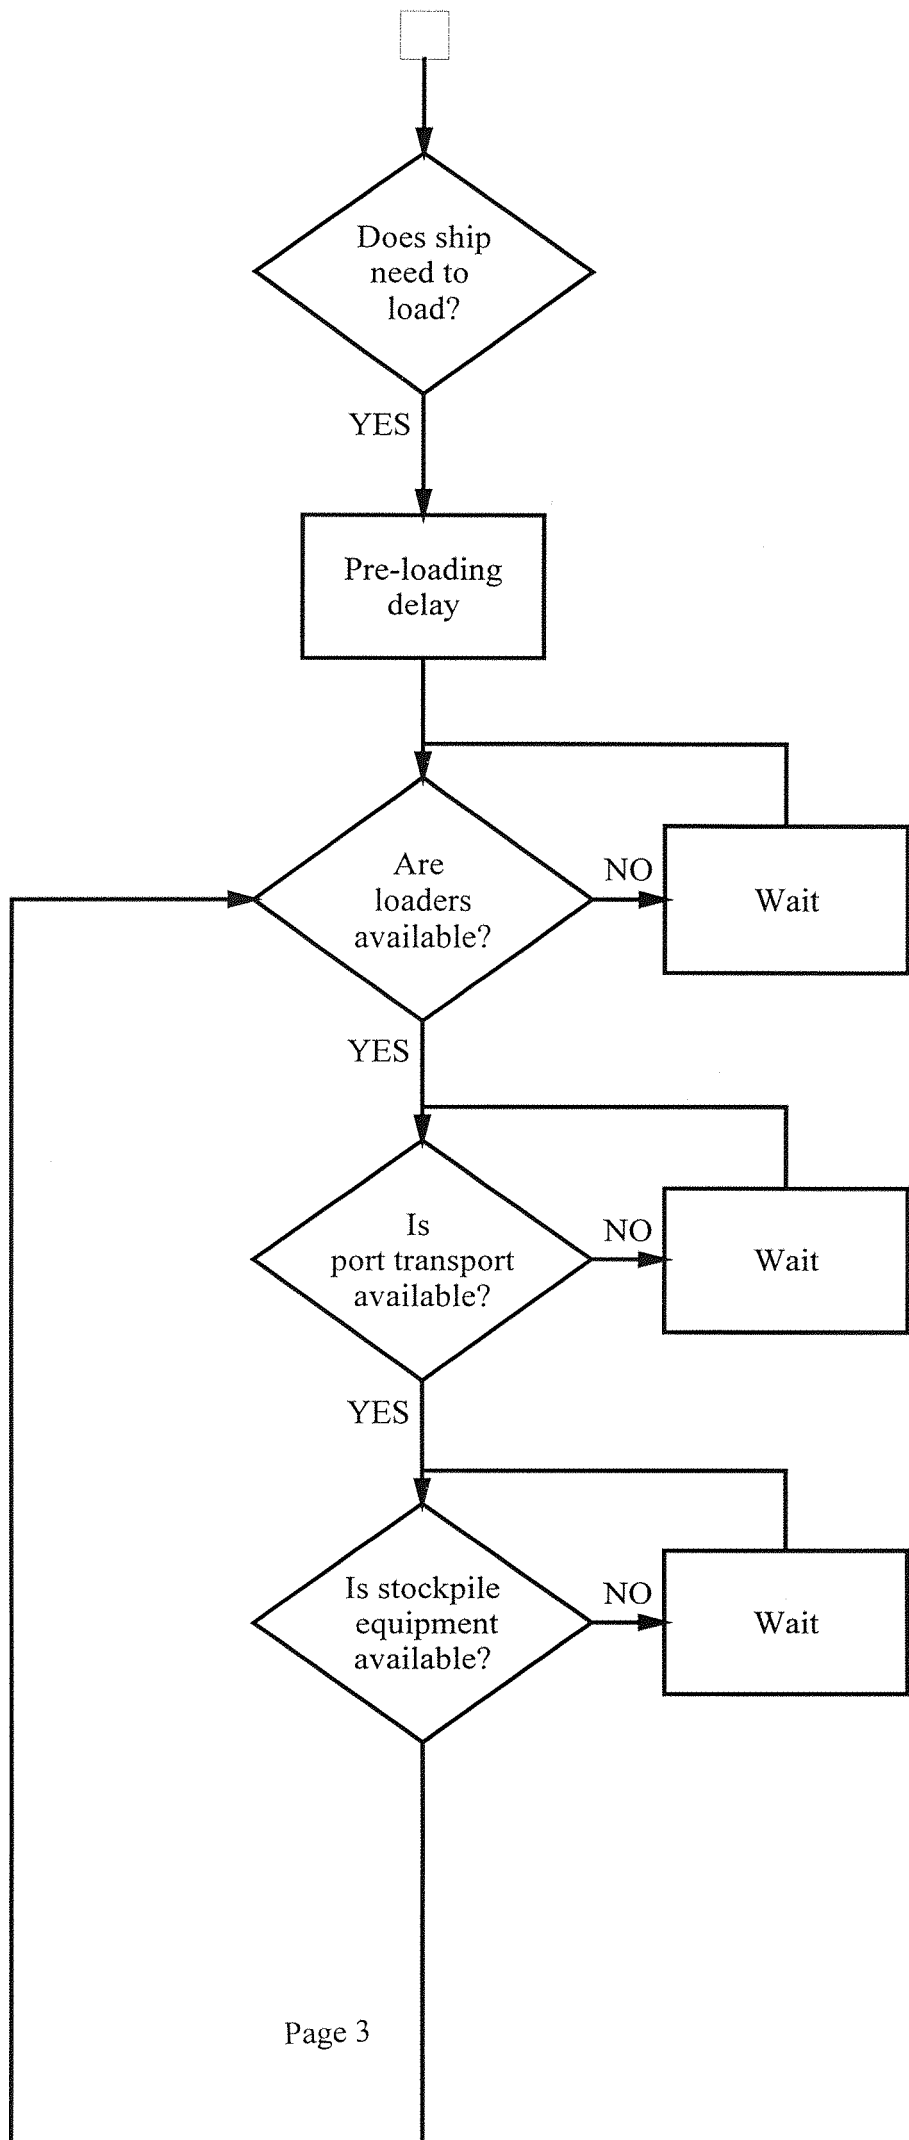 Does ship
need to
load?
YES
Pre-loading
delay
Are
loaders
available?
NO
Wait
YES
Is
port transport
available?
NO
Wait
YES
Is stockpile
equipment
available?
NO
Wait
Page 3